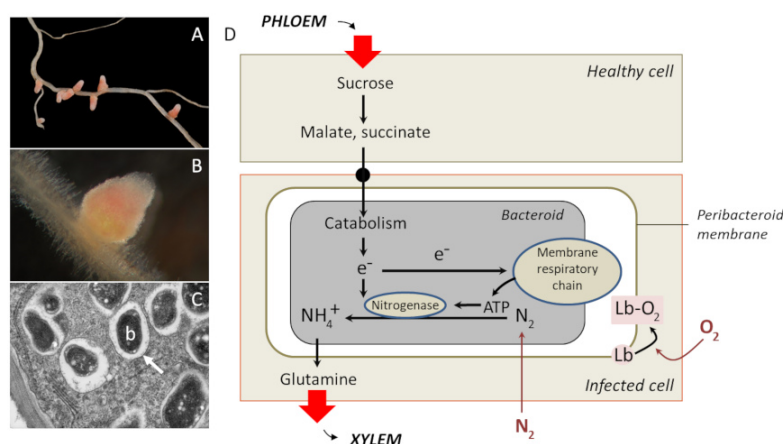 A
B
C
b
D
PHLOEM
Healthy cell
Sucrose
Malate, succinate
Catabolism
Bacteroid
Peribacteroid
membrane
e⁻
e⁻
Membrane
respiratory
chain
Nitrogenase
ATP
NH₄⁺
N₂
Lb-O₂
Lb
O₂
Glutamine
Infected cell
N₂
XYLEM